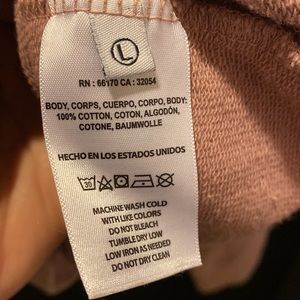 L
RN : 66170 CA : 32054
BODY, CORPS, CUERPO, CORPO, BODY:
100% COTTON, COTON, ALGODÓN,
COTONE, BAUMWOLLE
HECHO EN LOS ESTADOS UNIDOS
30
MACHINE WASH COLD
WITH LIKE COLORS
DO NOT BLEACH
TUMBLE DRY LOW
LOW IRON AS NEEDED
DO NOT DRY CLEAN